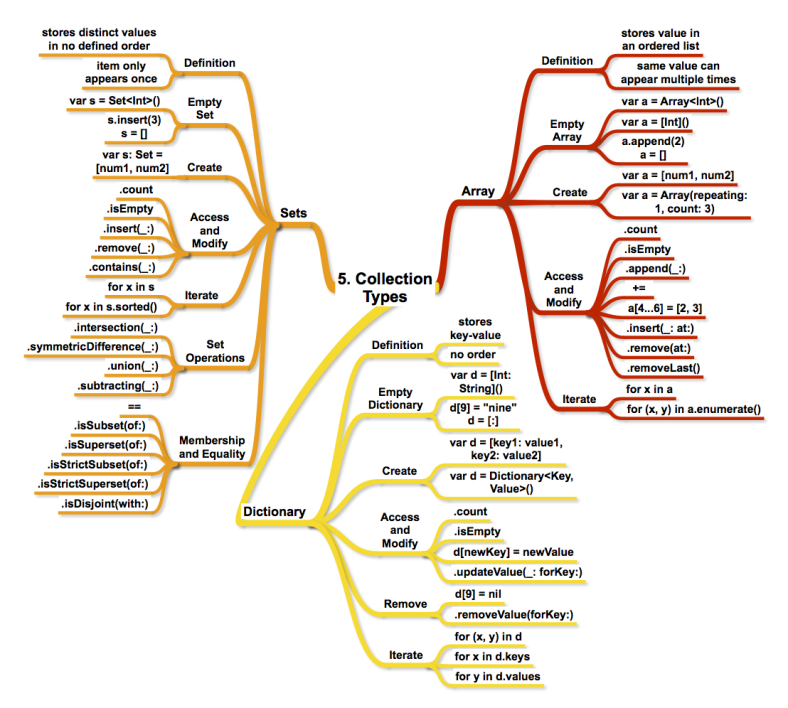 5. Collection
Types
Sets
Definition
stores distinct values
in no defined order
item only
appears once
Empty
Set
var s = Set<Int>()
s.insert(3)
s = []
Create
var s: Set =
[num1, num2]
Access
and
Modify
.count
.isEmpty
.insert(_:)
.remove(_:)
.contains(_:)
Iterate
for x in s
for x in s.sorted()
Set
Operations
.intersection(_:)
.symmetricDifference(_:)
.union(_:)
.subtracting(_:)
Membership
and Equality
==
.isSubset(of:)
.isSuperset(of:)
.isStrictSubset(of:)
.isStrictSuperset(of:)
.isDisjoint(with:)
Array
Definition
stores value in
an ordered list
same value can
appear multiple times
Empty
Array
var a = Array<Int>()
var a = [Int]()
a.append(2)
a = []
Create
var a = [num1, num2]
var a = Array(repeating:
1, count: 3)
Access
and
Modify
.count
.isEmpty
.append(_:)
+=
a[4...6] = [2, 3]
.insert(_: at:)
.remove(at:)
.removeLast()
Iterate
for x in a
for (x, y) in a.enumerate()
Dictionary
Definition
stores
key-value
no order
Empty
Dictionary
var d = [Int:
String]()
d[9] = "nine"
d = [:]
Create
var d = [key1: value1,
key2: value2]
var d = Dictionary<Key,
Value>()
Access
and
Modify
.count
.isEmpty
d[newKey] = newValue
.updateValue(_: forKey:)
Remove
d[9] = nil
.removeValue(forKey:)
Iterate
for (x, y) in d
for x in d.keys
for y in d.values